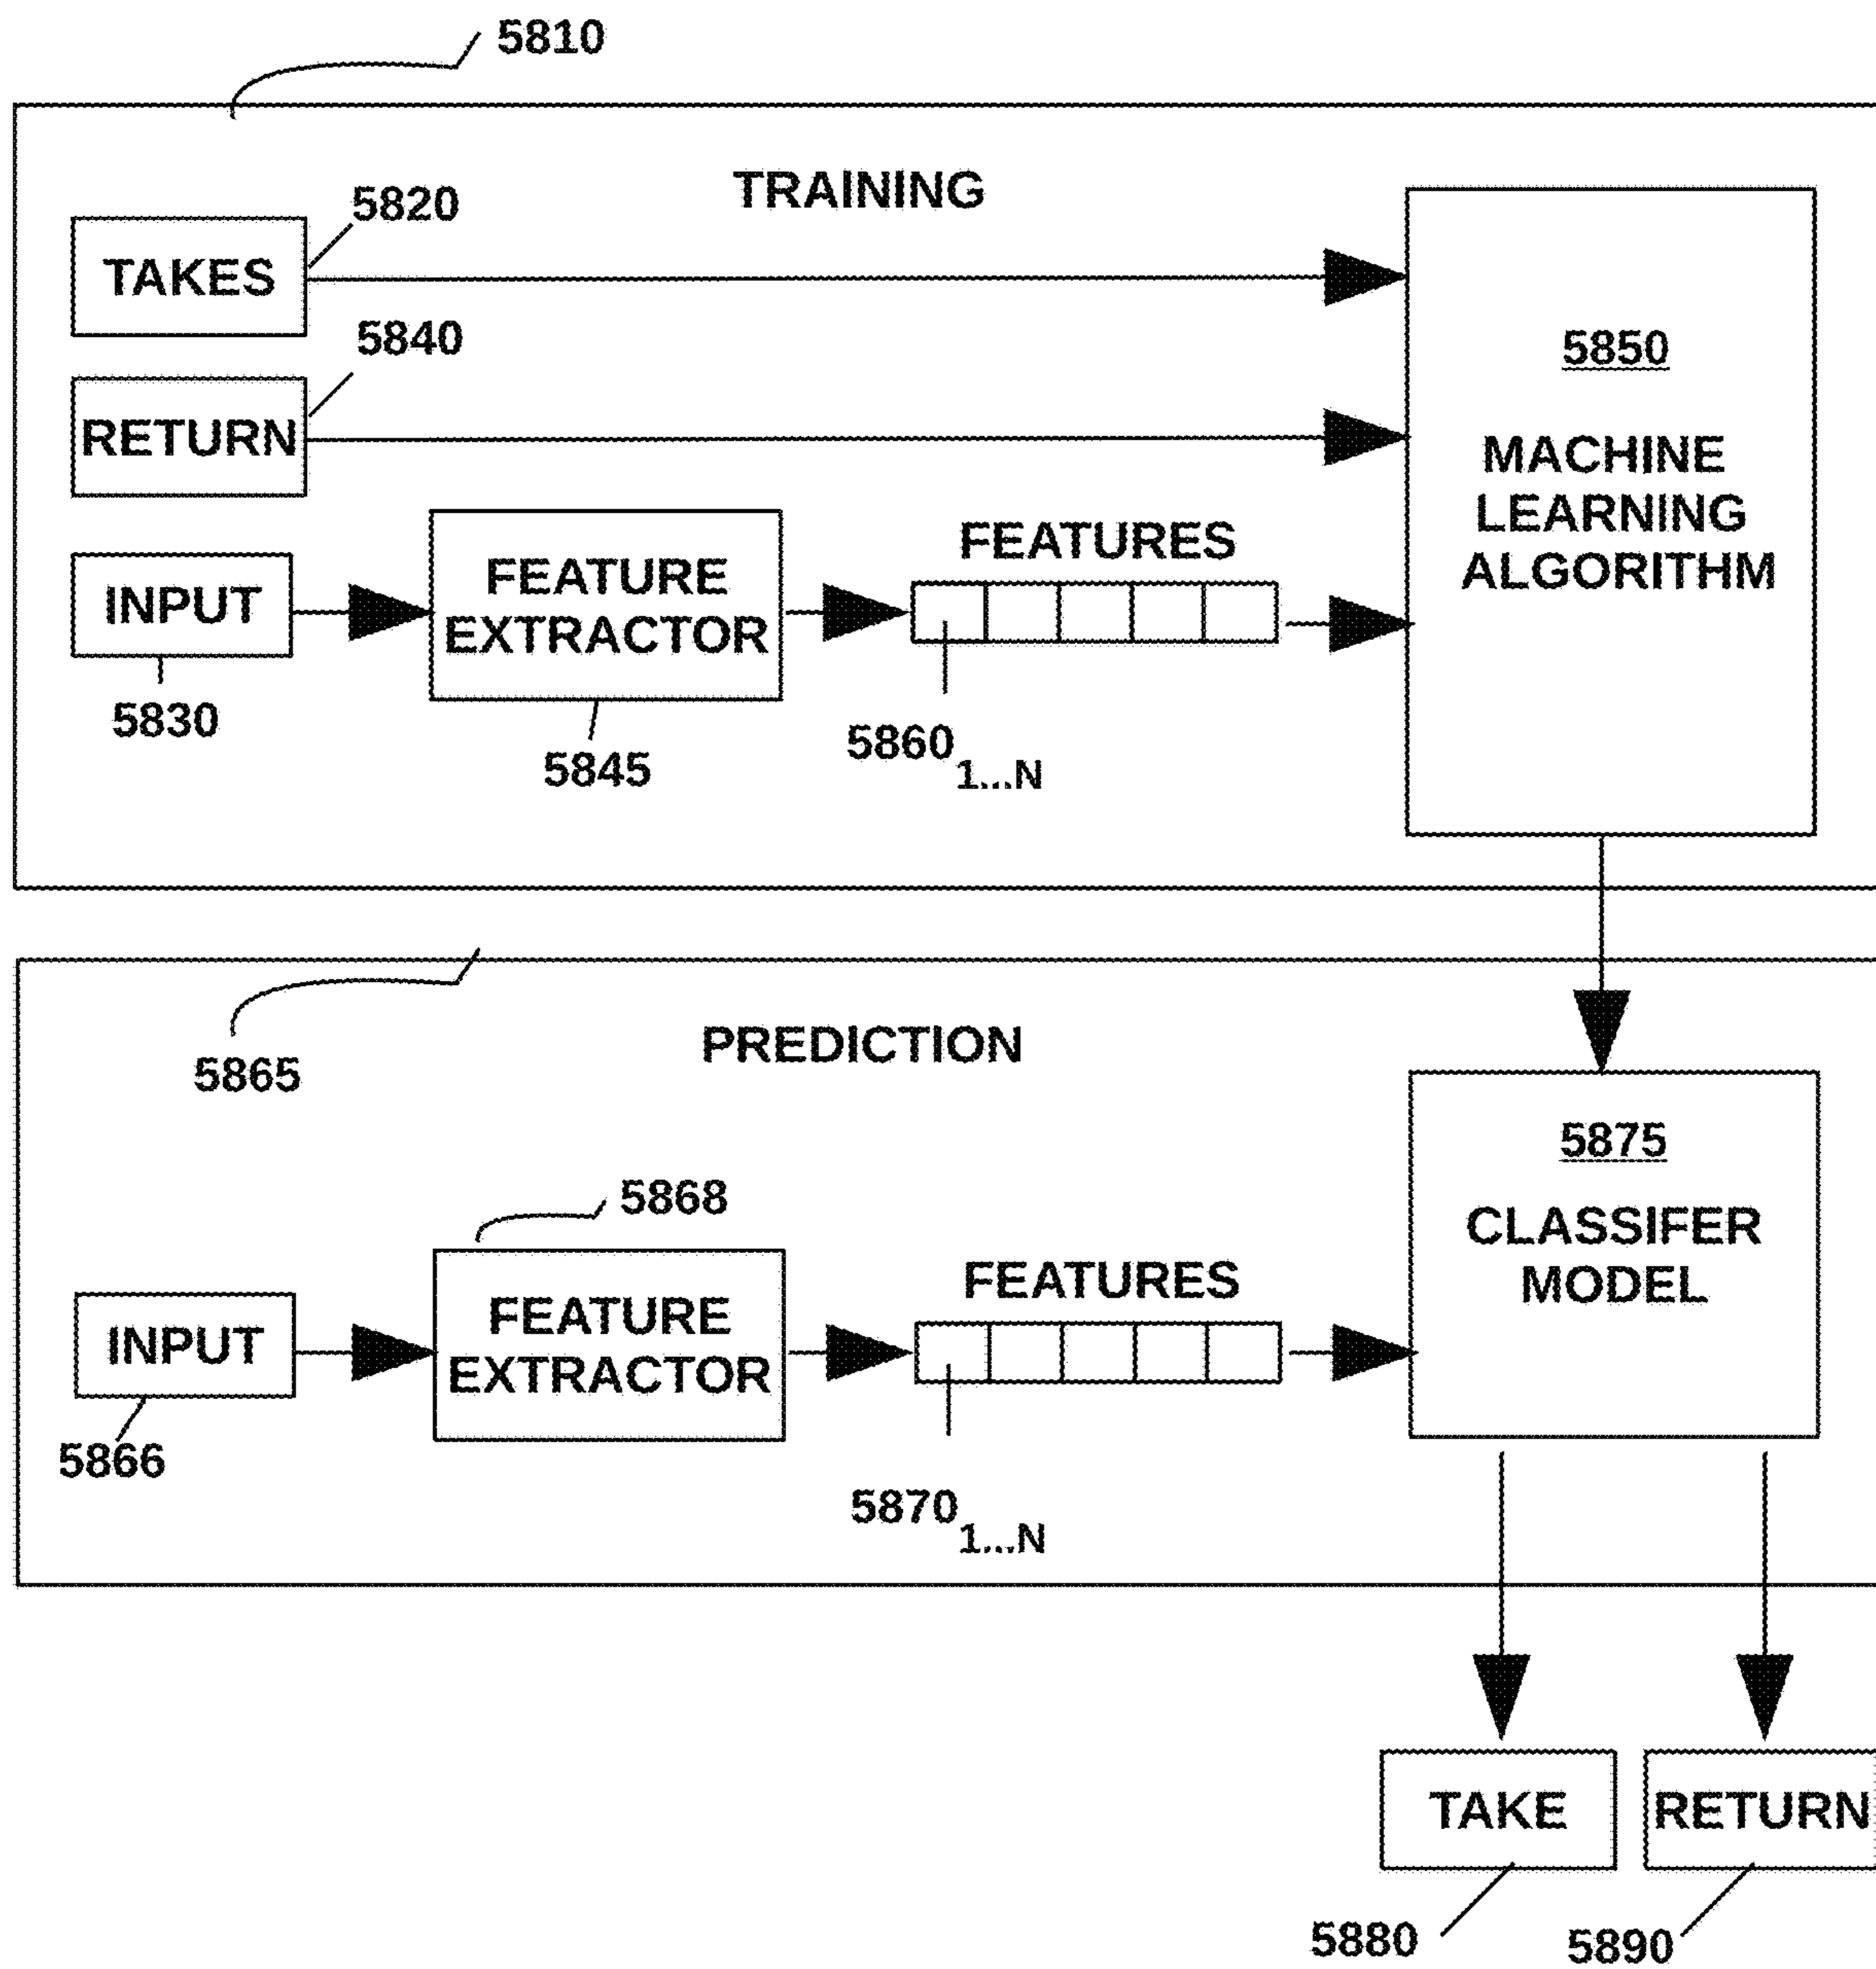 5810
TRAINING
5820
TAKES
5840
RETURN
5850
MACHINE
LEARNING
ALGORITHM
INPUT
5830
FEATURE
EXTRACTOR
5845
FEATURES
5860 1...N
5865
PREDICTION
5875
CLASSIFER
MODEL
5868
INPUT
5866
FEATURE
EXTRACTOR
FEATURES
5870 1...N
TAKE
RETURN
5880
5890